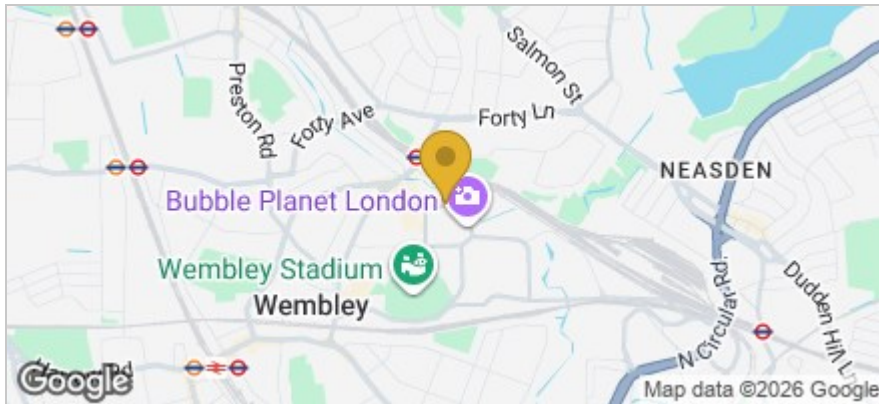 Salmon St
Preston Rd
Forty Ave
Forty Ln
NEASDEN
Bubble Planet London
Wembley Stadium
Wembley
N Circular Rd
Dudden Hill L
Google
Map data ©2026 Google